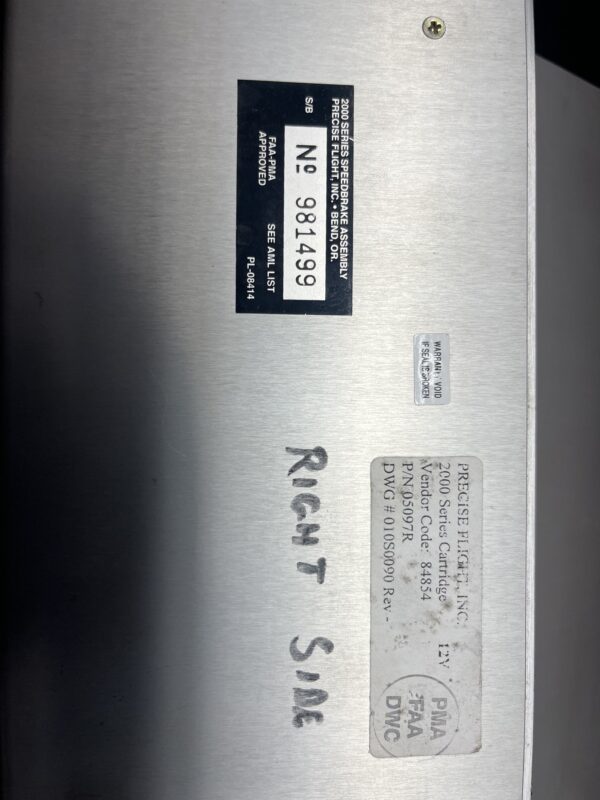 2000 SERIES SPEEDBRAKE ASSEMBLY
PRECISE FLIGHT, INC. • BEND, OR.
S/B
Nº 981499
FAA-PMA
APPROVED
SEE AML LIST
PL-08414
WARRANTY VOID
IF SEAL IS BROKEN
PRECISE FLIGHT, INC.
2000 Series Cartridge 12V
Vendor Code: 84854
P/N 05097R
DWG # 010S0090 Rev -
PMA
FAA
DWC
RIGHT SIDE